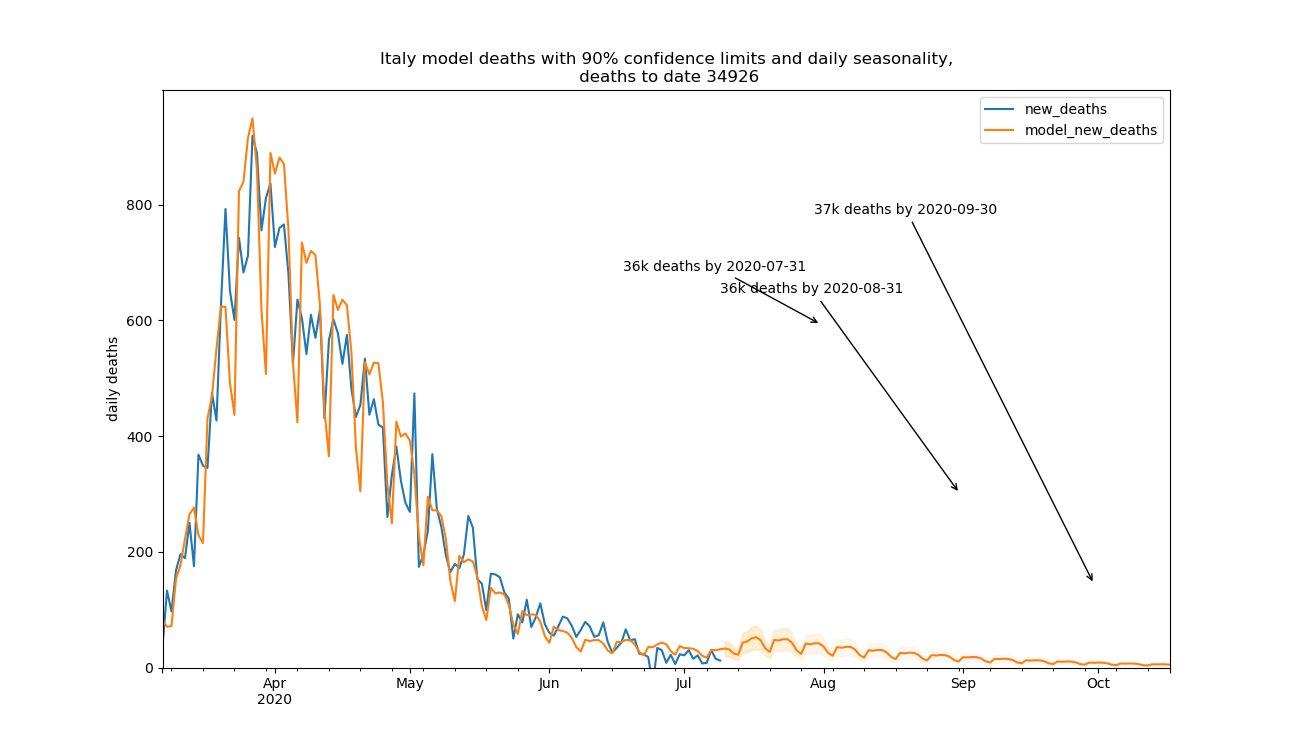 Italy model deaths with 90% confidence limits and daily seasonality,
deaths to date 34926
new_deaths
model_new_deaths
37k deaths by 2020-09-30
36k deaths by 2020-07-31
36k deaths by 2020-08-31
daily deaths
800
600
400
200
0
Apr May Jun Jul Aug Sep Oct
2020